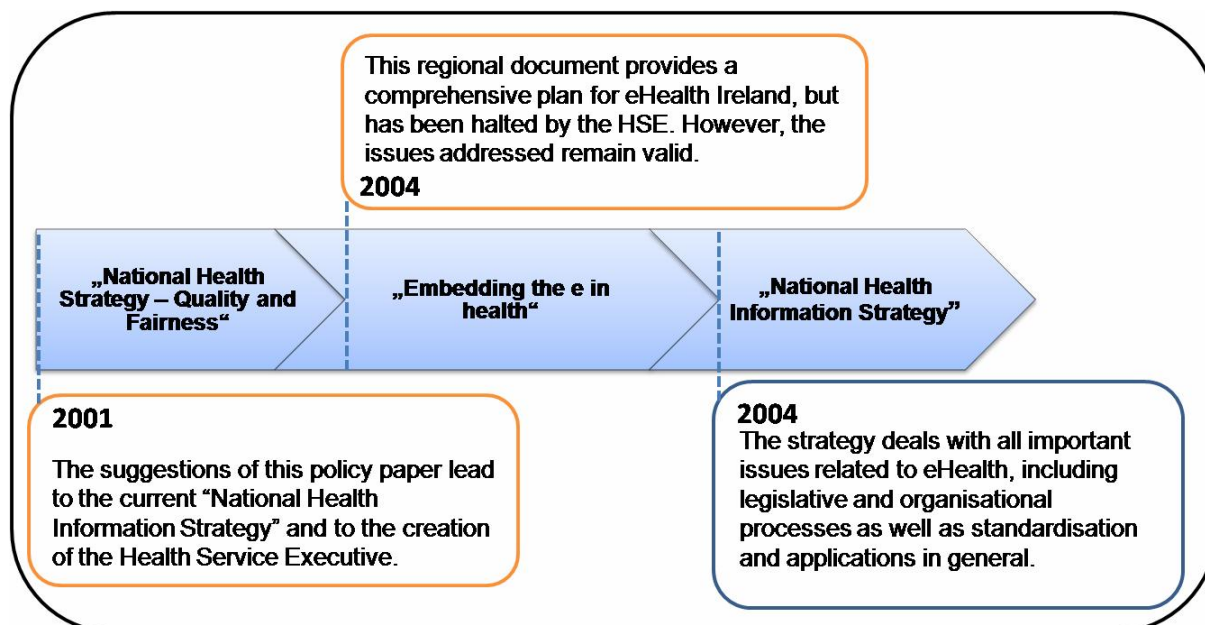 This regional document provides a
comprehensive plan for eHealth Ireland, but
has been halted by the HSE. However, the
issues addressed remain valid.
2004
„National Health
Strategy – Quality and
Fairness“
„Embedding the e in
health“
„National Health
Information Strategy”
2001
The suggestions of this policy paper lead
to the current “National Health
Information Strategy” and to the creation
of the Health Service Executive.
2004
The strategy deals with all important
issues related to eHealth, including
legislative and organisational
processes as well as standardisation
and applications in general.